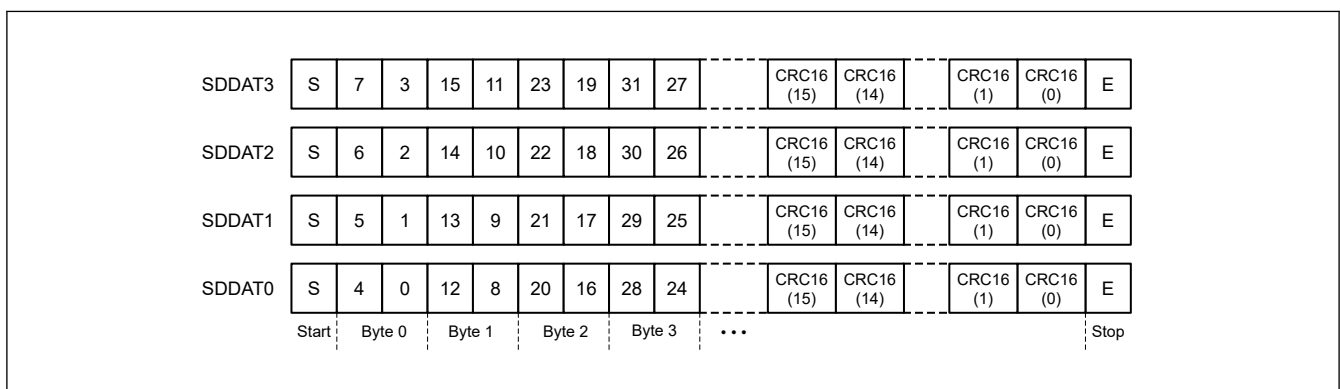 SDDAT3 S 7 3 15 11 23 19 31 27 CRC16 (15) CRC16 (14) CRC16 (1) CRC16 (0) E
SDDAT2 S 6 2 14 10 22 18 30 26 CRC16 (15) CRC16 (14) CRC16 (1) CRC16 (0) E
SDDAT1 S 5 1 13 9 21 17 29 25 CRC16 (15) CRC16 (14) CRC16 (1) CRC16 (0) E
SDDAT0 S 4 0 12 8 20 16 28 24 CRC16 (15) CRC16 (14) CRC16 (1) CRC16 (0) E
Start Byte 0 Byte 1 Byte 2 Byte 3 • • • Stop